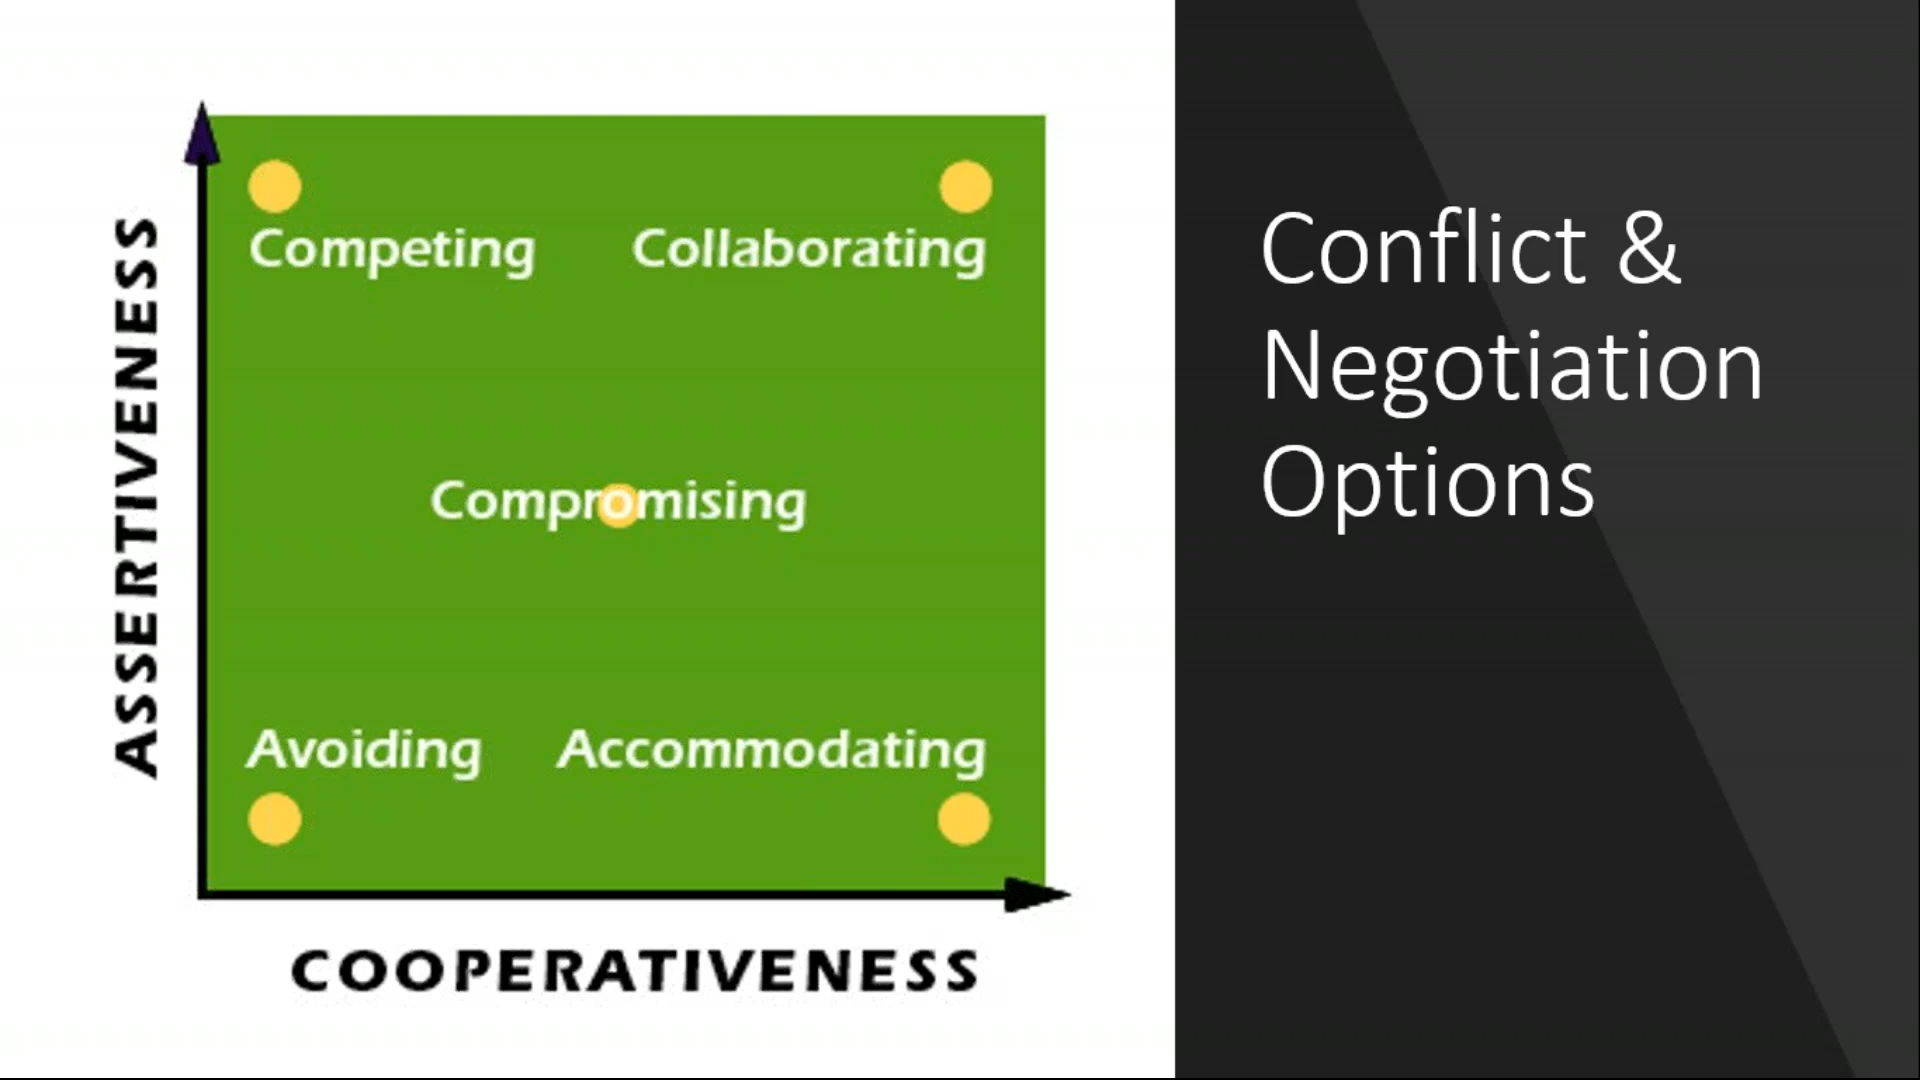 ASSERTIVENESS
Competing
Collaborating
Compromising
Avoiding
Accommodating
COOPERATIVENESS
Conflict &
Negotiation
Options